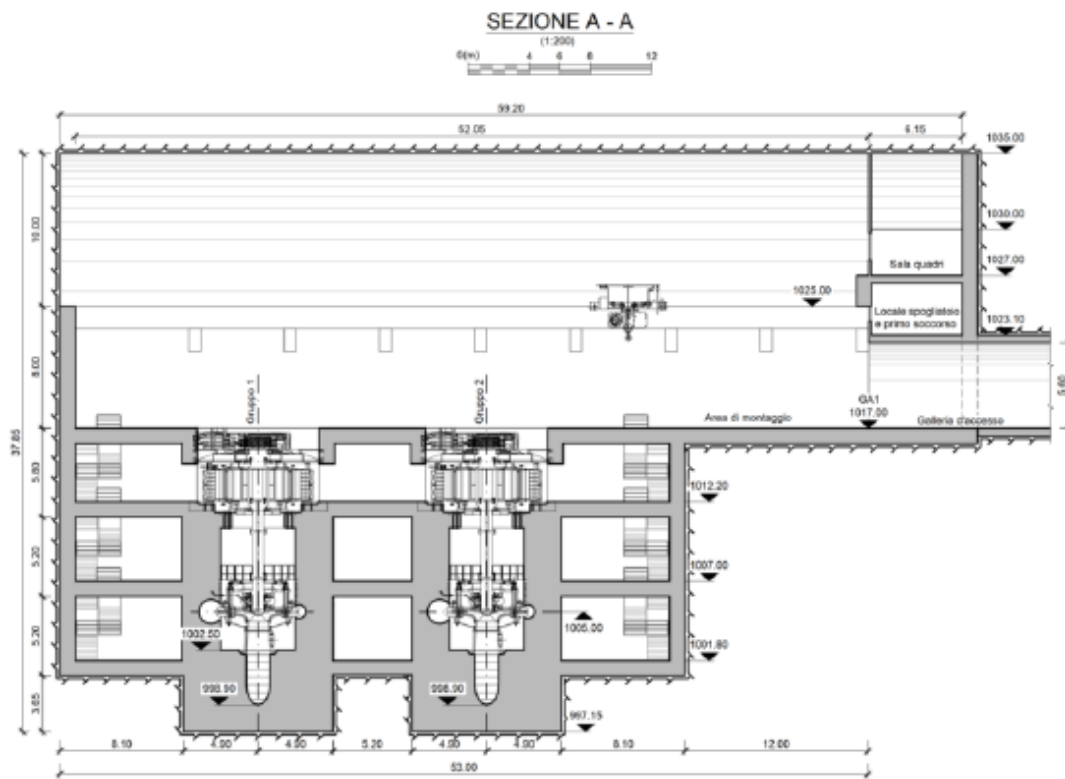 SEZIONE A - A
(1:200)
0(m) 4 6 8 12
59.20
52.05 6.15
1035.00
10.00
1030.00
Sala quadri
1027.00
1025.00
Locale spogliatoio
e primo soccorso
1023.10
8.00
37.85
Gruppo 1
Gruppo 2
5.60
GA1
Area di montaggio
1017.00
Galleria d'accesso
5.80
1012.20
5.20
1007.00
1005.00
5.20
1002.50
1001.80
998.90
998.90
3.65
997.15
8.10 4.90 4.90 5.20 4.90 4.90 8.10 12.00
53.00